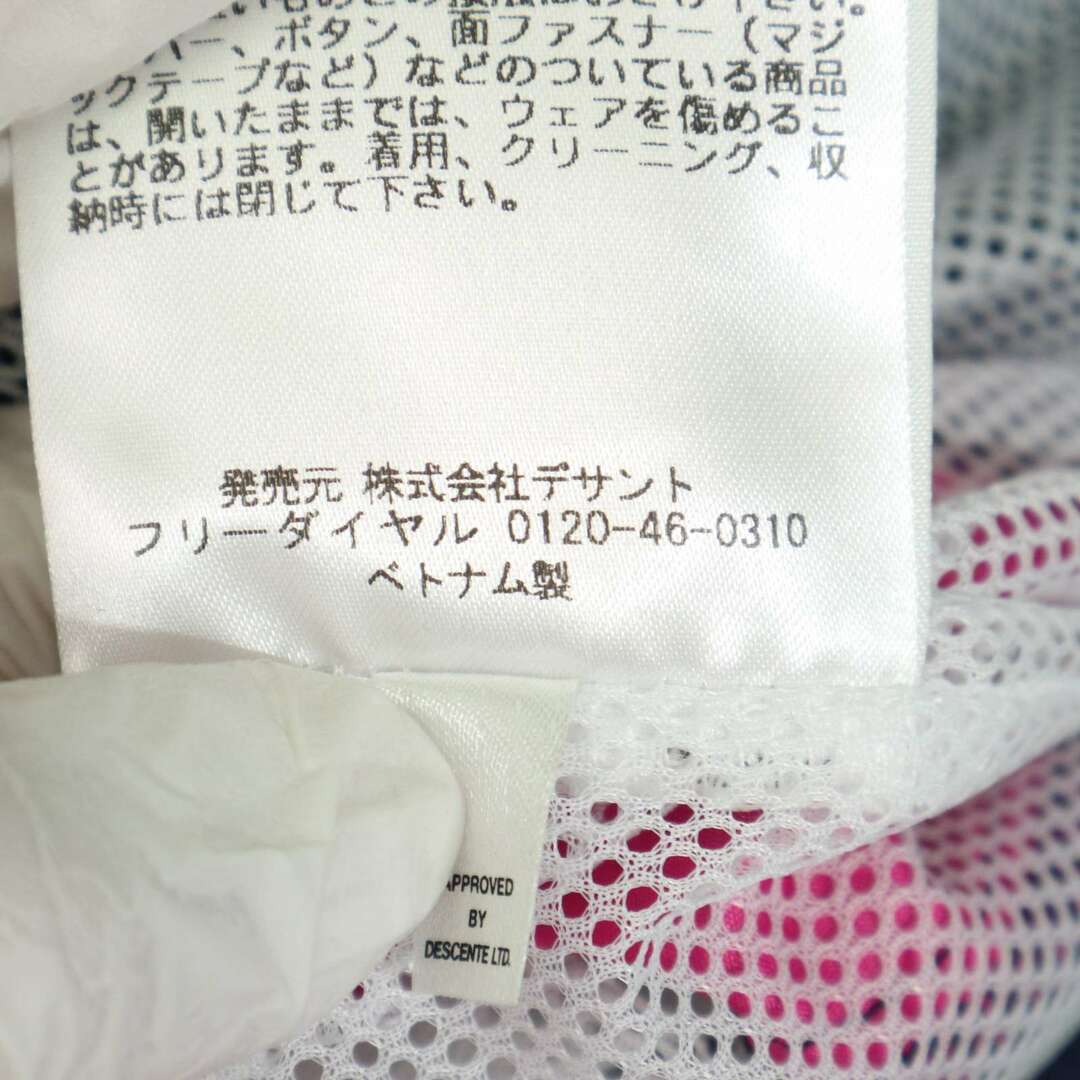 ー、ボタン、面ファスナー(マジ
ックテープなど)などのついている商品
は、開いたままでは、ウェアを傷めるこ
とがあります。着用、クリーニング、収
納時には閉じて下さい。
発売元 株式会社デサント
フリーダイヤル 0120-46-0310
ベトナム製
APPROVED
BY
DESCENTE LTD.